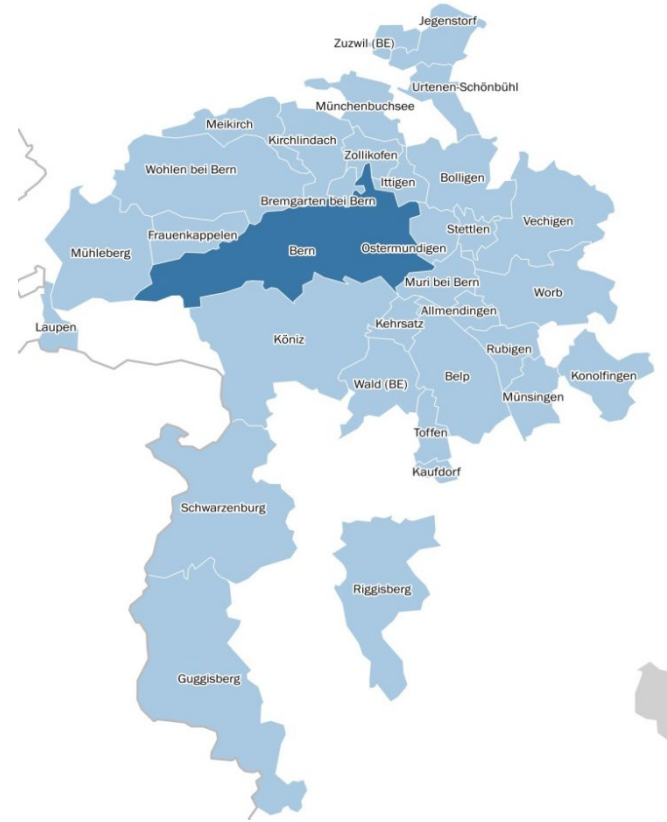 Jegenstorf
Zuzwil (BE)
Urtenen-Schönbühl
Münchenbuchsee
Meikirch
Kirchlindach
Zollikofen
Wohlen bei Bern
Ittigen
Bolligen
Bremgarten bei Bern
Vechigen
Stettlen
Frauenkappelen
Mühleberg
Bern
Ostermundigen
Muri bei Bern
Worb
Allmendingen
Laupen
Kehrsatz
Köniz
Rubigen
Wald (BE)
Belp
Konolfingen
Münsingen
Toffen
Kaufdorf
Schwarzenburg
Riggisberg
Guggisberg